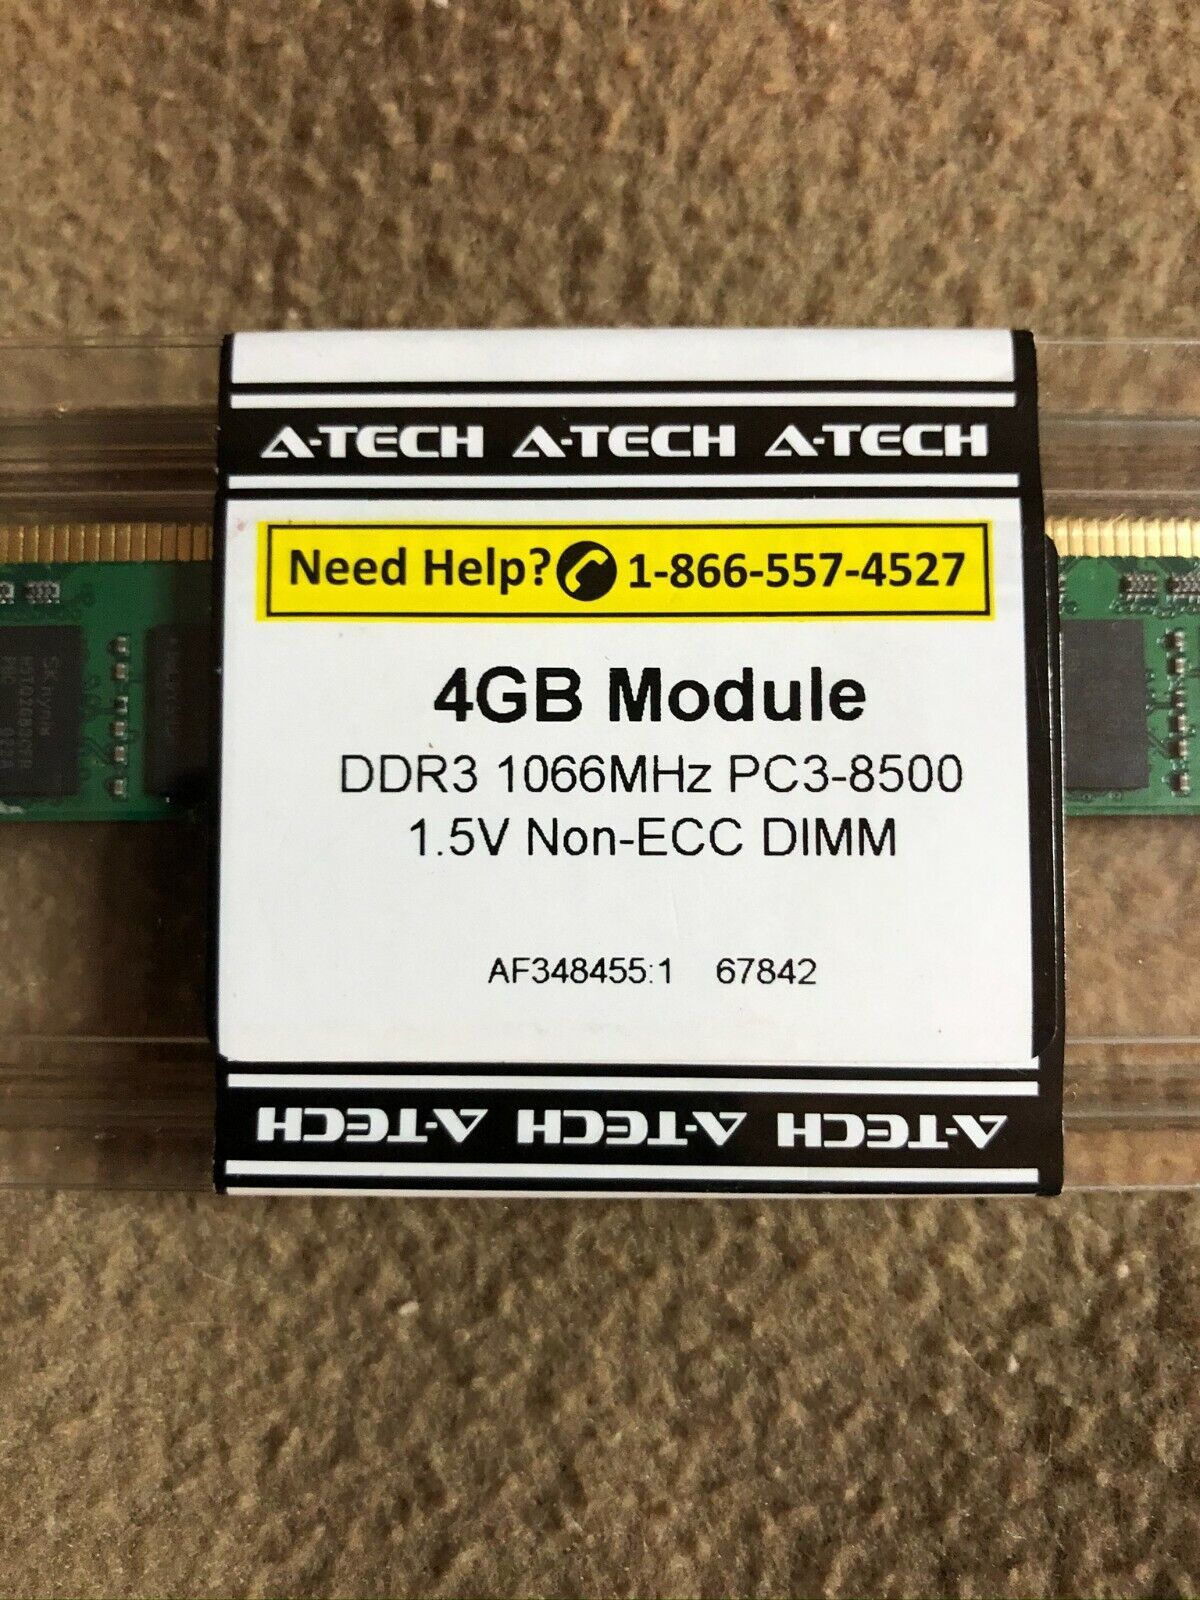 A-TECH A-TECH A-TECH
Need Help? 1-866-557-4527
4GB Module
DDR3 1066MHz PC3-8500
1.5V Non-ECC DIMM
AF348455:1 67842
A-TECH A-TECH A-TECH
SKhynix